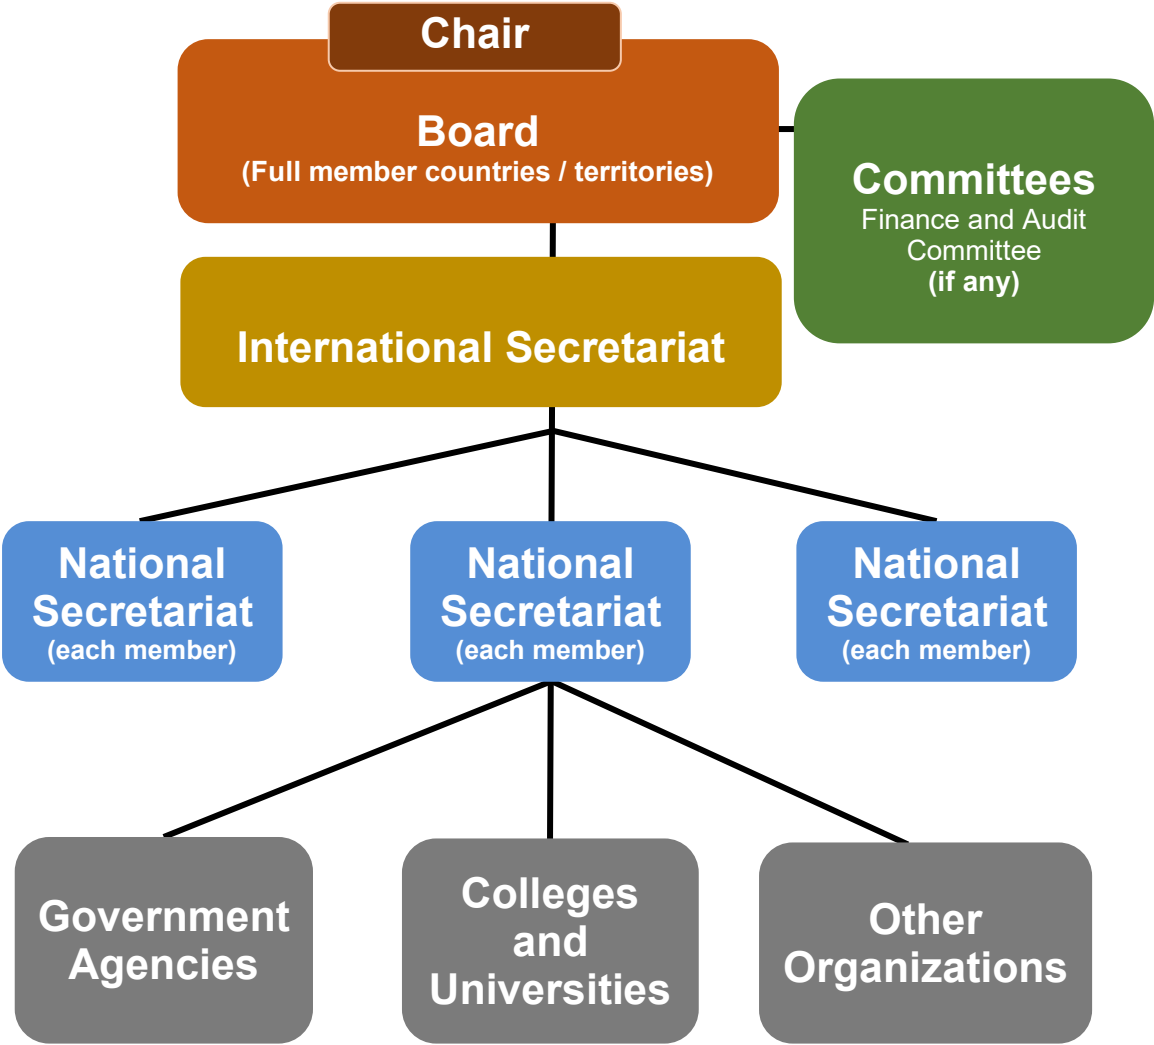 Chair
Board
(Full member countries / territories)
Committees
Finance and Audit
Committee
(if any)
International Secretariat
National
Secretariat
(each member)
National
Secretariat
(each member)
National
Secretariat
(each member)
Government
Agencies
Colleges
and
Universities
Other
Organizations